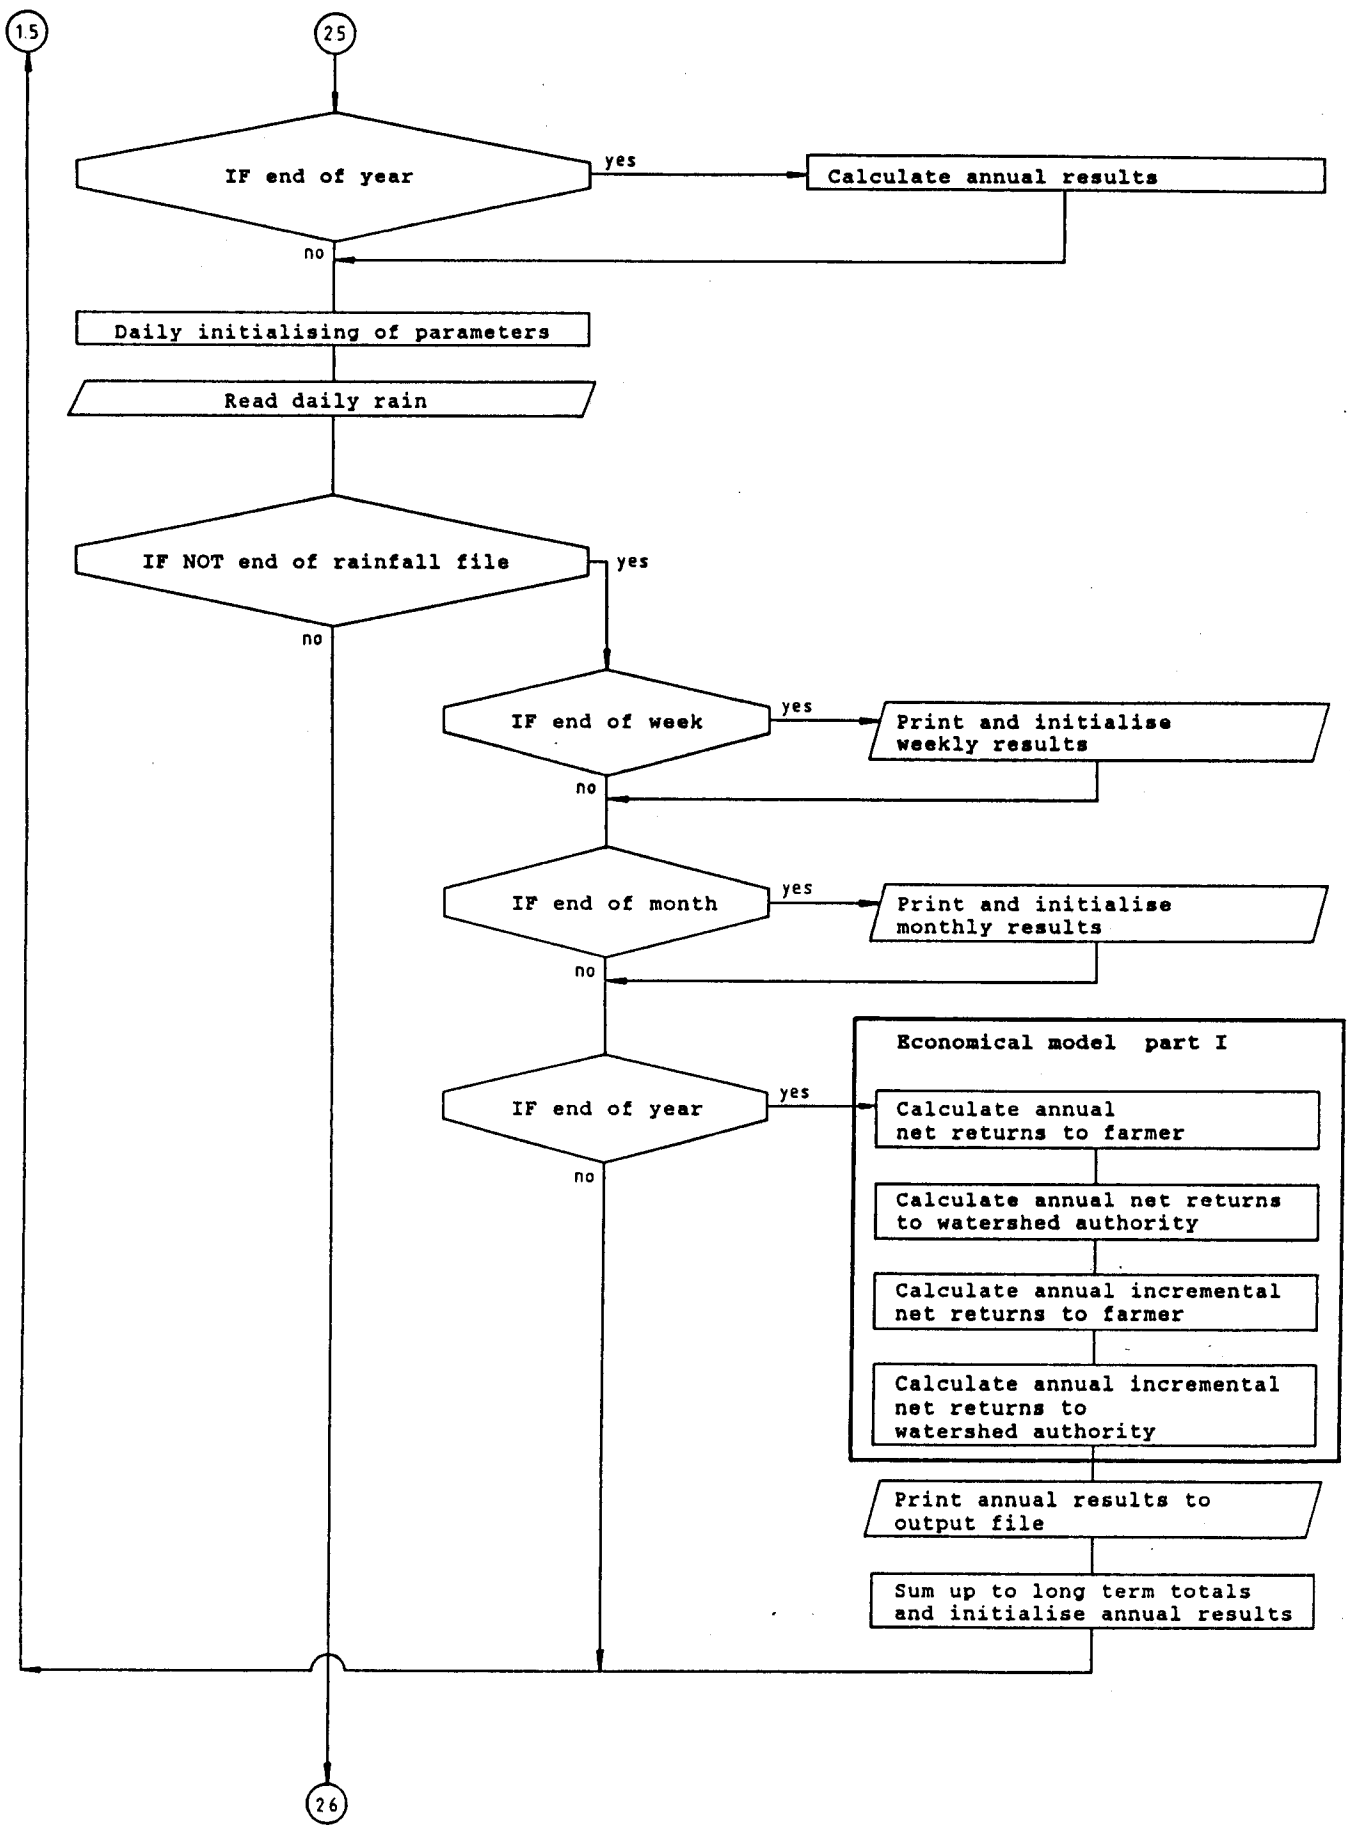 1.5
25
IF end of year
yes
Calculate annual results
no
Daily initialising of parameters
Read daily rain
IF NOT end of rainfall file
yes
no
IF end of week
yes
Print and initialise
weekly results
no
IF end of month
yes
Print and initialise
monthly results
no
Economical model part I
IF end of year
yes
Calculate annual
net returns to farmer
no
Calculate annual net returns
to watershed authority
Calculate annual incremental
net returns to farmer
Calculate annual incremental
net returns to
watershed authority
Print annual results to
output file
Sum up to long term totals
and initialise annual results
26